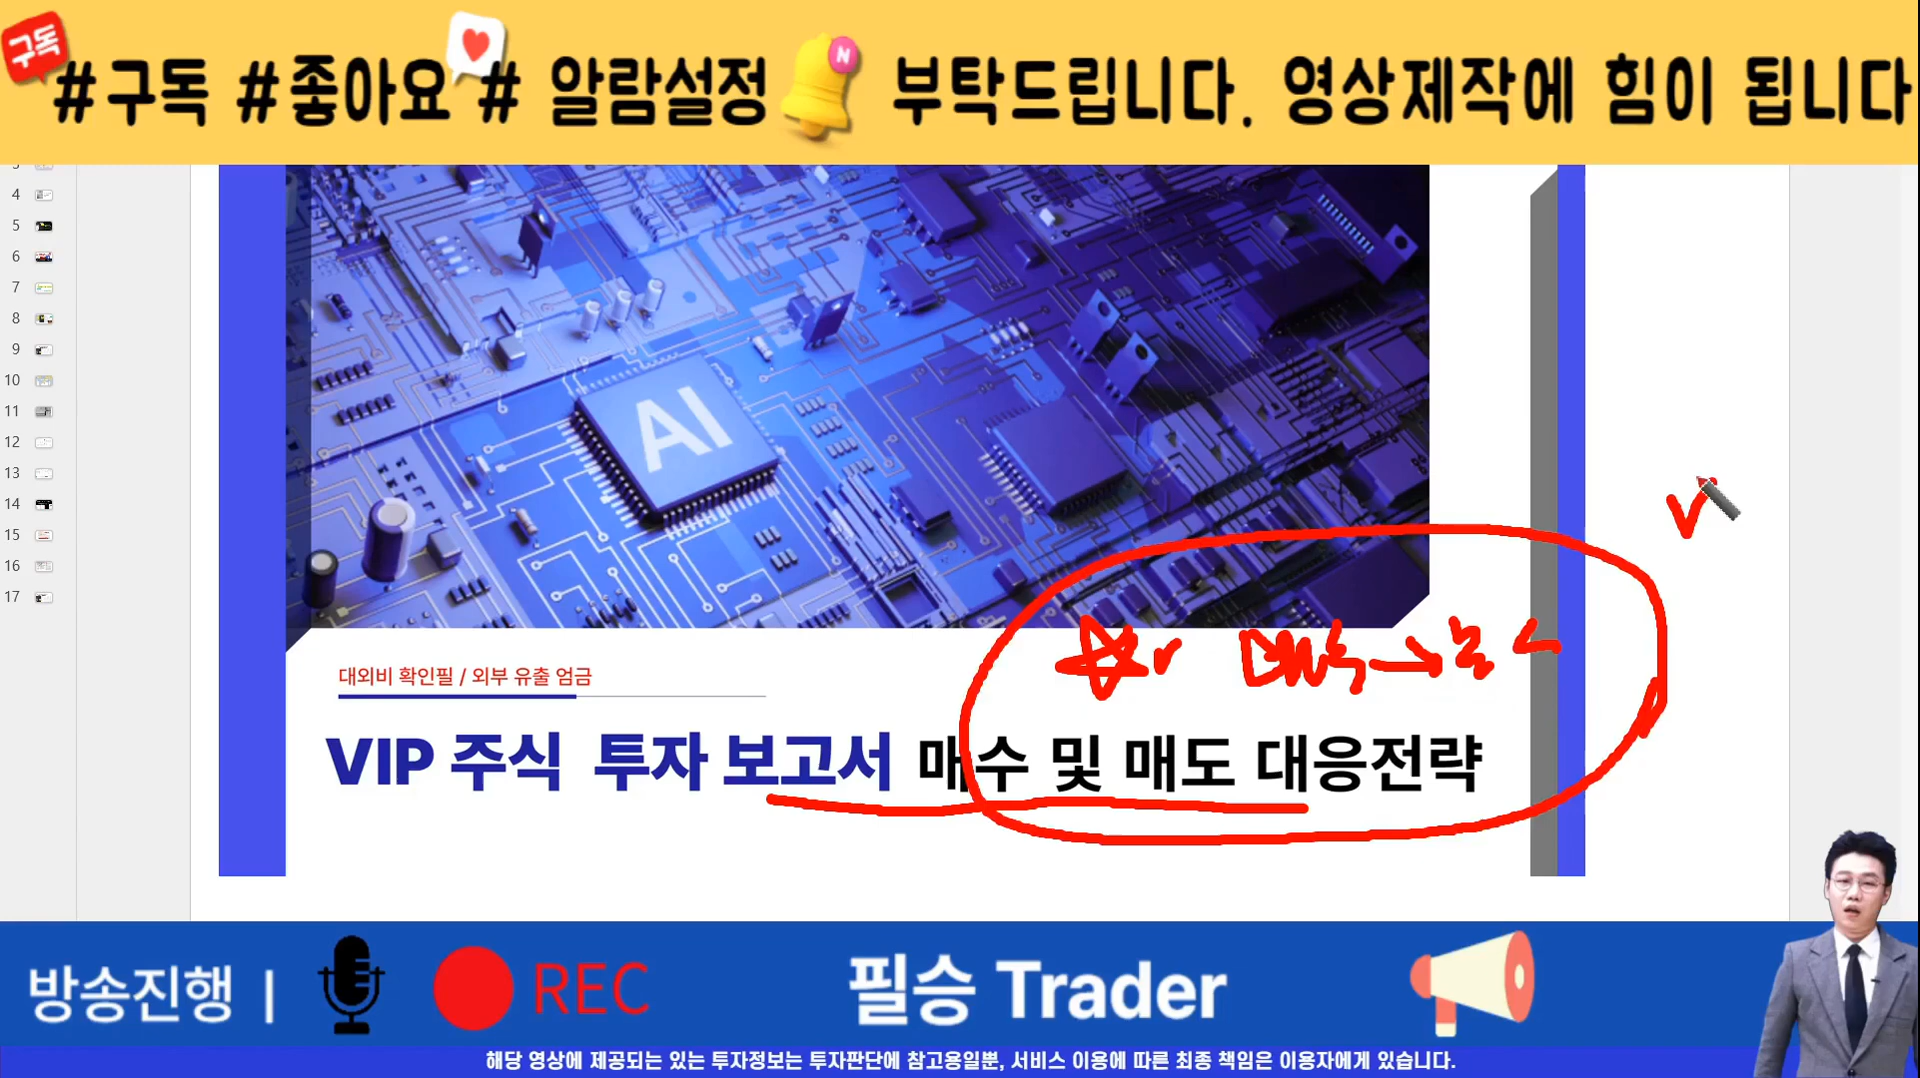 구독
#구독 #좋아요 # 알람설정 N 부탁드립니다. 영상제작에 힘이 됩니다
4
5
6
7
8
9
10
11
12
13
14
15
16
17
AI
대외비 확인필 / 외부 유출 엄금
VIP 주식 투자 보고서 매수 및 매도 대응전략
방송진행 | REC 필승 Trader
해당 영상에 제공되는 있는 투자정보는 투자판단에 참고용일뿐, 서비스 이용에 따른 최종 책임은 이용자에게 있습니다.